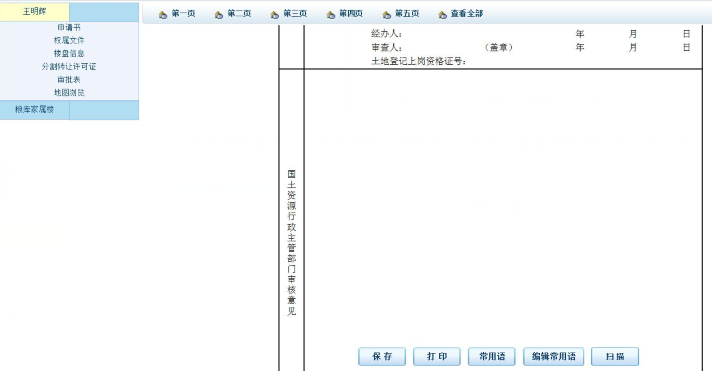 王明辉
申请书
权属文件
楼盘信息
分割转让许可证
审批表
地图浏览
粮库家属楼
第一页 第二页 第三页 第四页 第五页 查看全部
经办人： 年 月 日
审查人： （盖章） 年 月 日
土地登记上岗资格证号：
国土资源行政主管部门审核意见
保 存 打 印 常用语 编辑常用语 扫 描